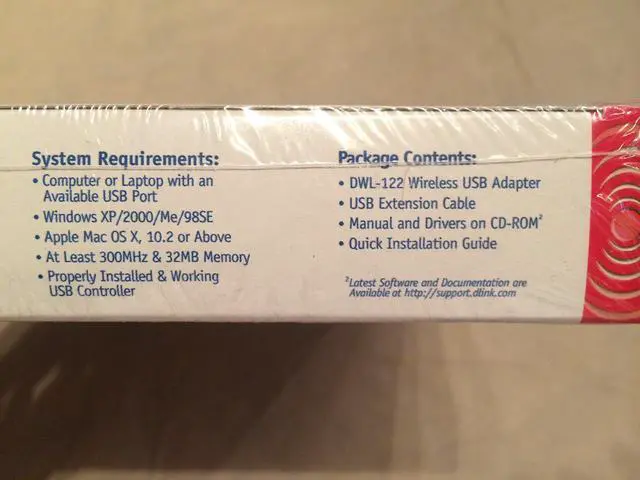 System Requirements:
• Computer or Laptop with an
Available USB Port
• Windows XP/2000/Me/98SE
• Apple Mac OS X, 10.2 or Above
• At Least 300MHz & 32MB Memory
• Properly Installed & Working
USB Controller
Package Contents:
• DWL-122 Wireless USB Adapter
• USB Extension Cable
• Manual and Drivers on CD-ROM²
• Quick Installation Guide
²Latest Software and Documentation are
Available at http://support.dlink.com